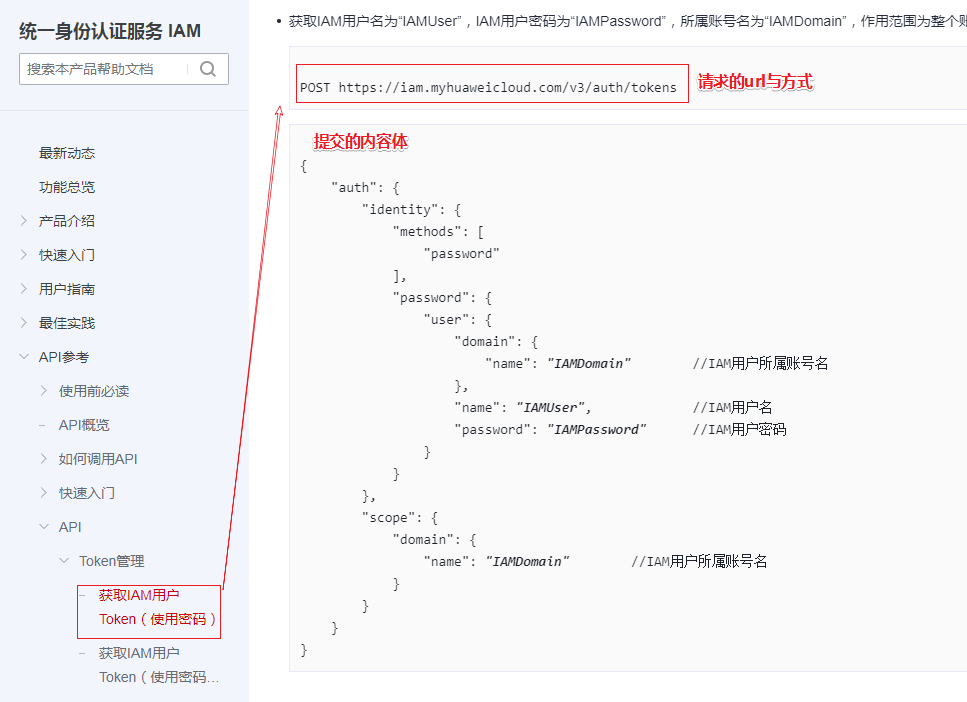 统一身份认证服务 IAM
搜索本产品帮助文档
最新动态
功能总览
产品介绍
快速入门
用户指南
最佳实践
API参考
使用前必读
API概览
如何调用API
快速入门
API
Token管理
获取IAM用户
Token（使用密码）
获取IAM用户
Token（使用密码...
• 获取IAM用户名为“IAMUser”，IAM用户密码为“IAMPassword”，所属账号名为“IAMDomain”，作用范围为整个
POST https://iam.myhuaweicloud.com/v3/auth/tokens 请求的url与方式
提交的内容体
{
"auth": {
"identity": {
"methods": [
"password"
],
"password": {
"user": {
"domain": {
"name": "IAMDomain" //IAM用户所属账号名
},
"name": "IAMUser", //IAM用户名
"password": "IAMPassword" //IAM用户密码
}
}
},
"scope": {
"domain": {
"name": "IAMDomain" //IAM用户所属账号名
}
}
}
}